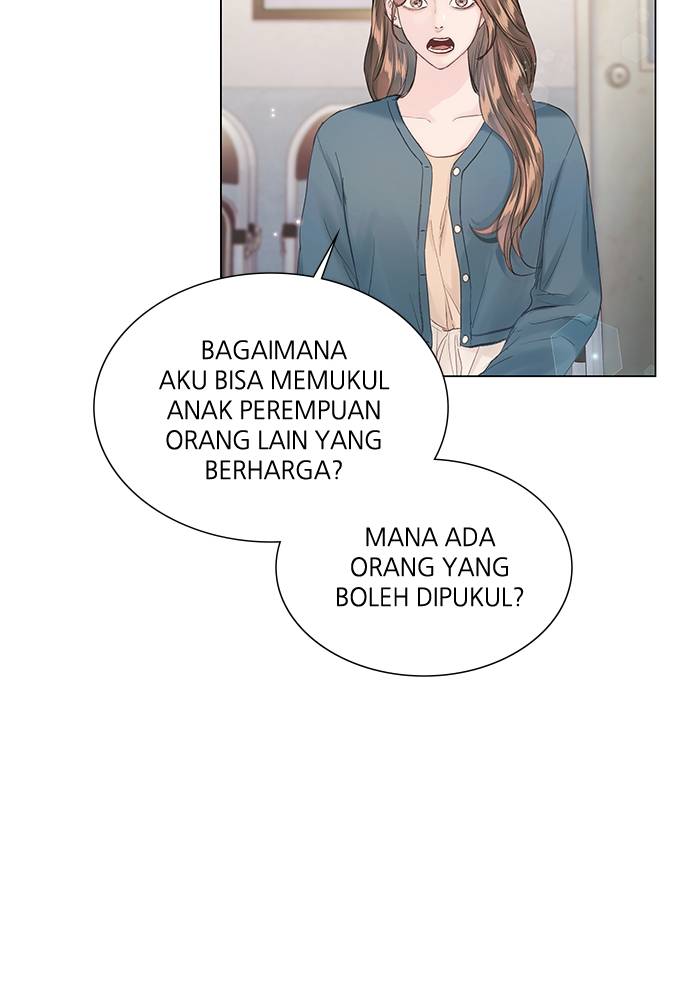 BAGAIMANA
AKU BISA MEMUKUL
ANAK PEREMPUAN
ORANG LAIN YANG
BERHARGA?
MANA ADA
ORANG YANG
BOLEH DIPUKUL?